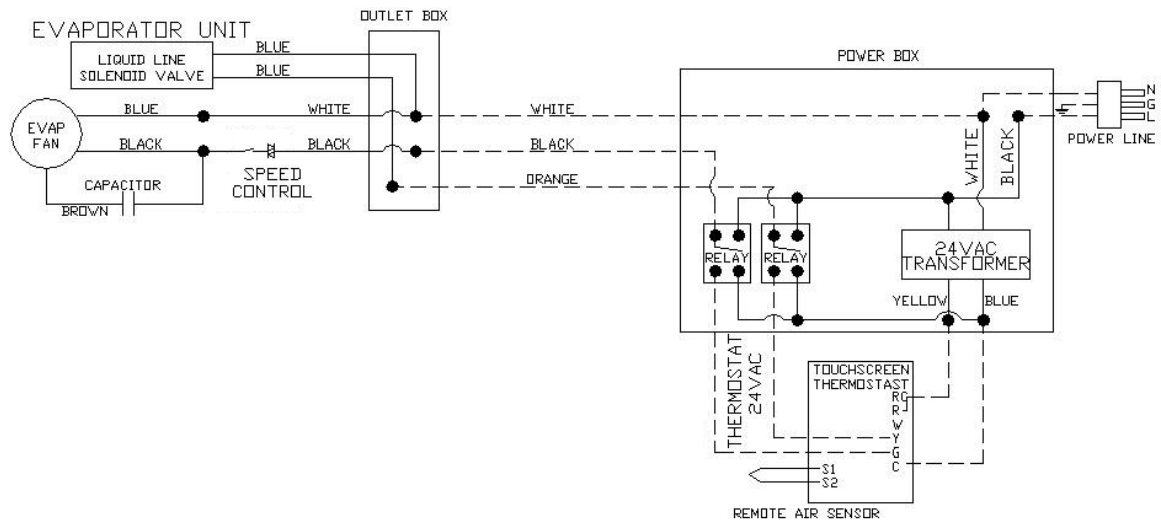 EVAPORATOR UNIT
OUTLET BOX
BLUE
LIQUID LINE
SOLENOID VALVE
BLUE
POWER BOX
BLUE
WHITE
WHITE
N
G
L
POWER LINE
EVAP
FAN
BLACK
BLACK
BLACK
SPEED
CONTROL
WHITE
BLACK
ORANGE
CAPACITOR
BROWN
RELAY
RELAY
24VAC
TRANSFORMER
YELLOW
BLUE
THERMOSTAT
24VAC
TOUCHSCREEN
THERMOSTAST
RC
R
W
Y
G
C
S1
S2
REMOTE AIR SENSOR